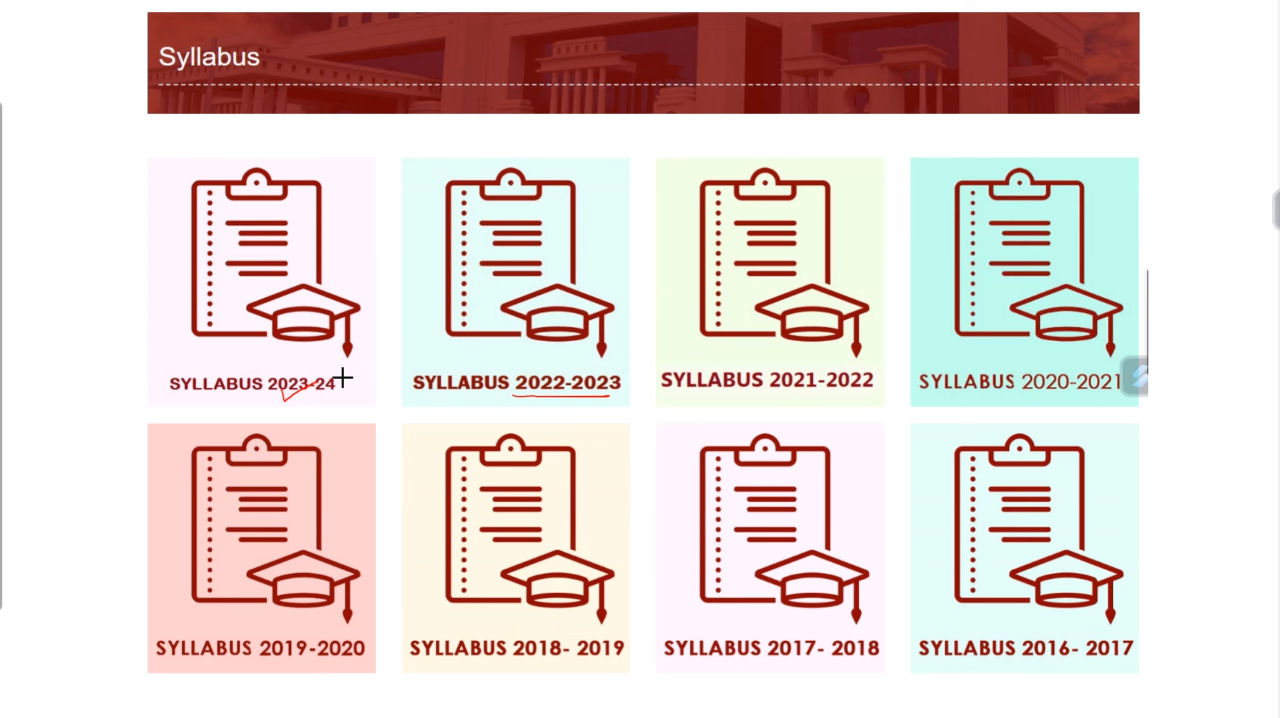 Syllabus
SYLLABUS 2023-24
SYLLABUS 2022-2023
SYLLABUS 2021-2022
SYLLABUS 2020-2021
SYLLABUS 2019-2020
SYLLABUS 2018- 2019
SYLLABUS 2017- 2018
SYLLABUS 2016- 2017